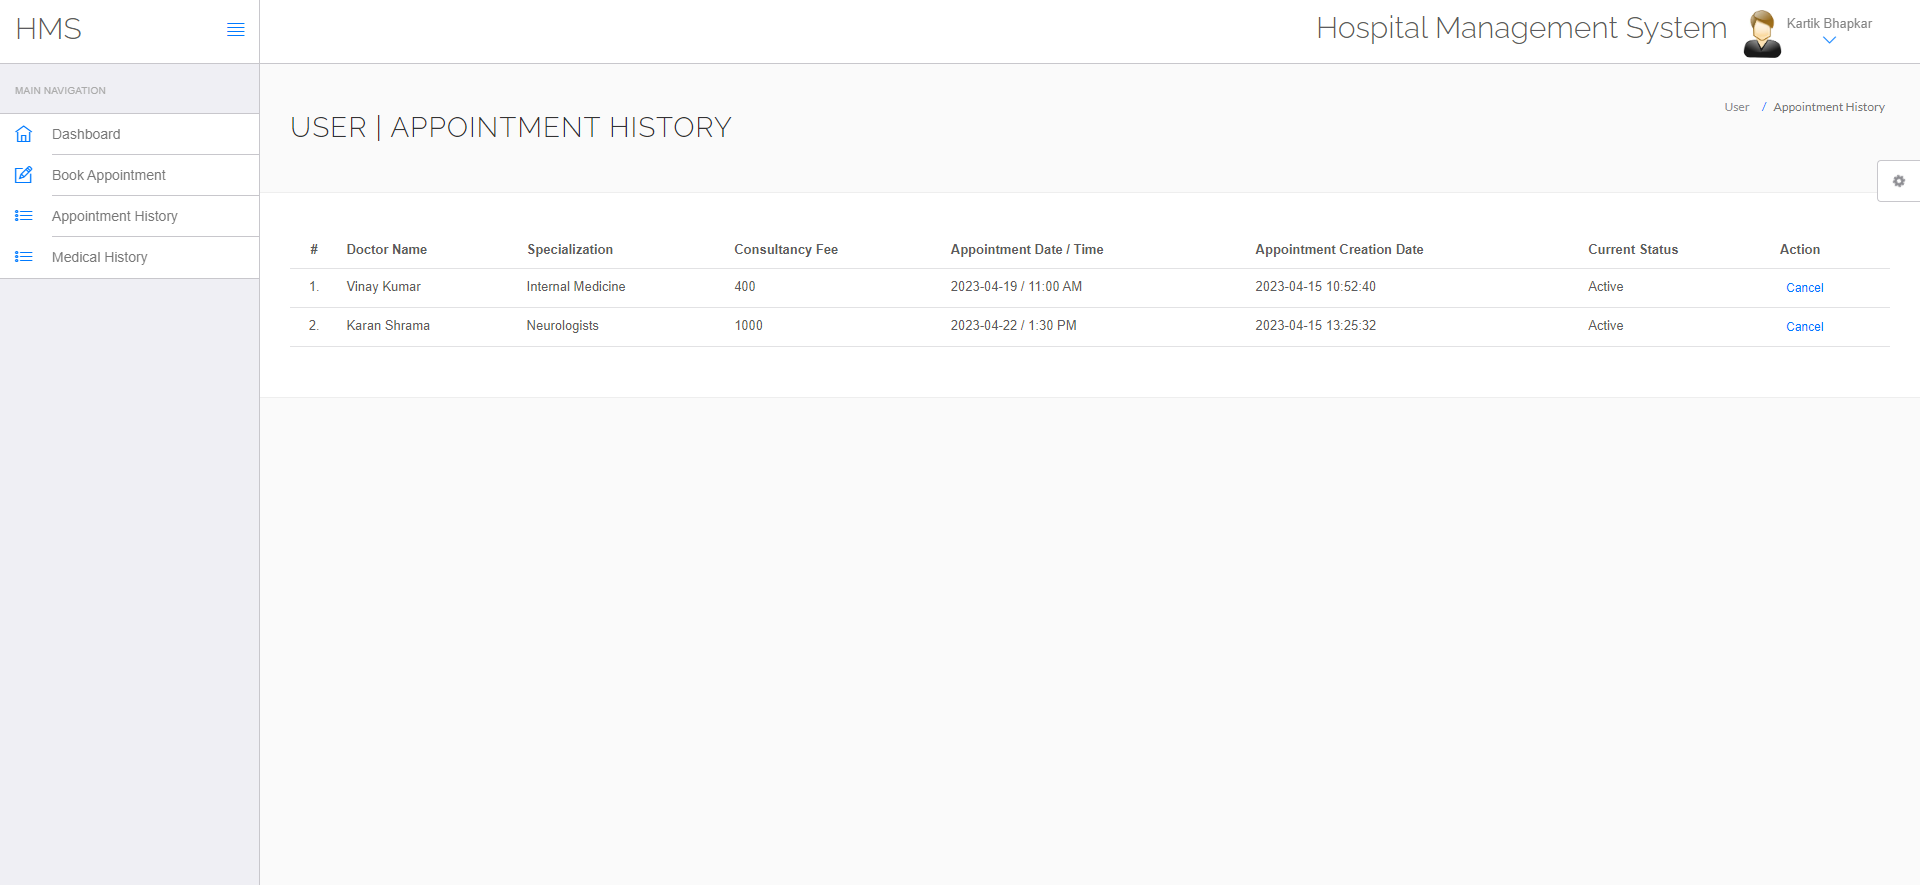 HMS
Hospital Management System
Kartik Bhapkar
MAIN NAVIGATION
Dashboard
Book Appointment
Appointment History
Medical History
USER | APPOINTMENT HISTORY
User / Appointment History
# Doctor Name Specialization Consultancy Fee Appointment Date / Time Appointment Creation Date Current Status Action
1. Vinay Kumar Internal Medicine 400 2023-04-19 / 11:00 AM 2023-04-15 10:52:40 Active Cancel
2. Karan Shrama Neurologists 1000 2023-04-22 / 1:30 PM 2023-04-15 13:25:32 Active Cancel